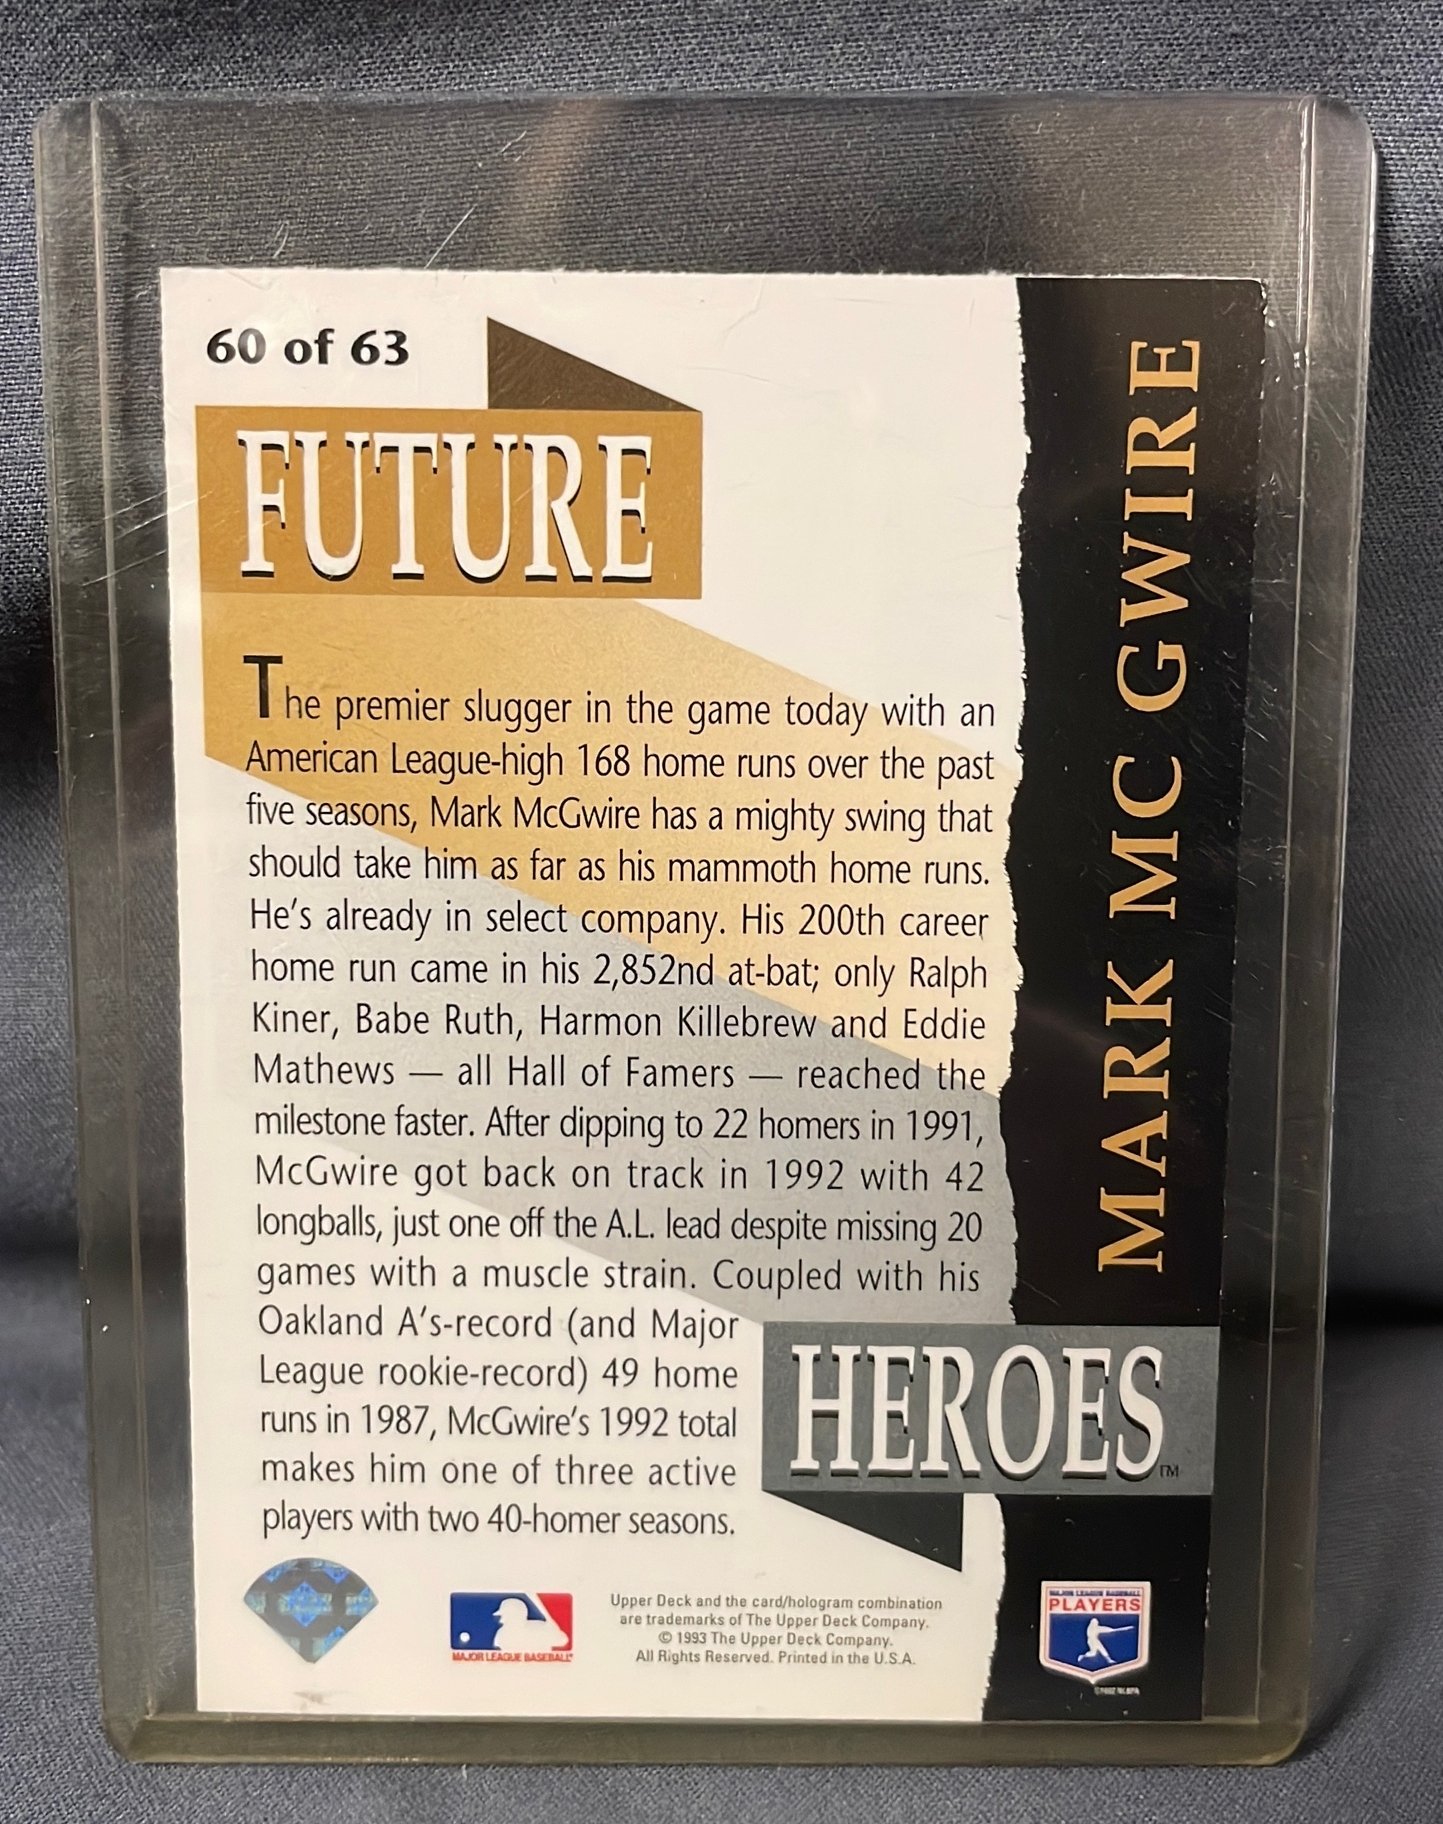 60 of 63
FUTURE
The premier slugger in the game today with an
American League-high 168 home runs over the past
five seasons, Mark McGwire has a mighty swing that
should take him as far as his mammoth home runs.
He's already in select company. His 200th career
home run came in his 2,852nd at-bat; only Ralph
Kiner, Babe Ruth, Harmon Killebrew and Eddie
Mathews — all Hall of Famers — reached the
milestone faster. After dipping to 22 homers in 1991,
McGwire got back on track in 1992 with 42
longballs, just one off the A.L. lead despite missing 20
games with a muscle strain. Coupled with his
Oakland A's-record (and Major
League rookie-record) 49 home
runs in 1987, McGwire's 1992 total
makes him one of three active
players with two 40-homer seasons.
MARK MC GWIRE
HEROES™
MAJOR LEAGUE BASEBALL
Upper Deck and the card/hologram combination
are trademarks of The Upper Deck Company.
© 1993 The Upper Deck Company.
All Rights Reserved. Printed in the U.S.A.
MAJOR LEAGUE BASEBALL
PLAYERS